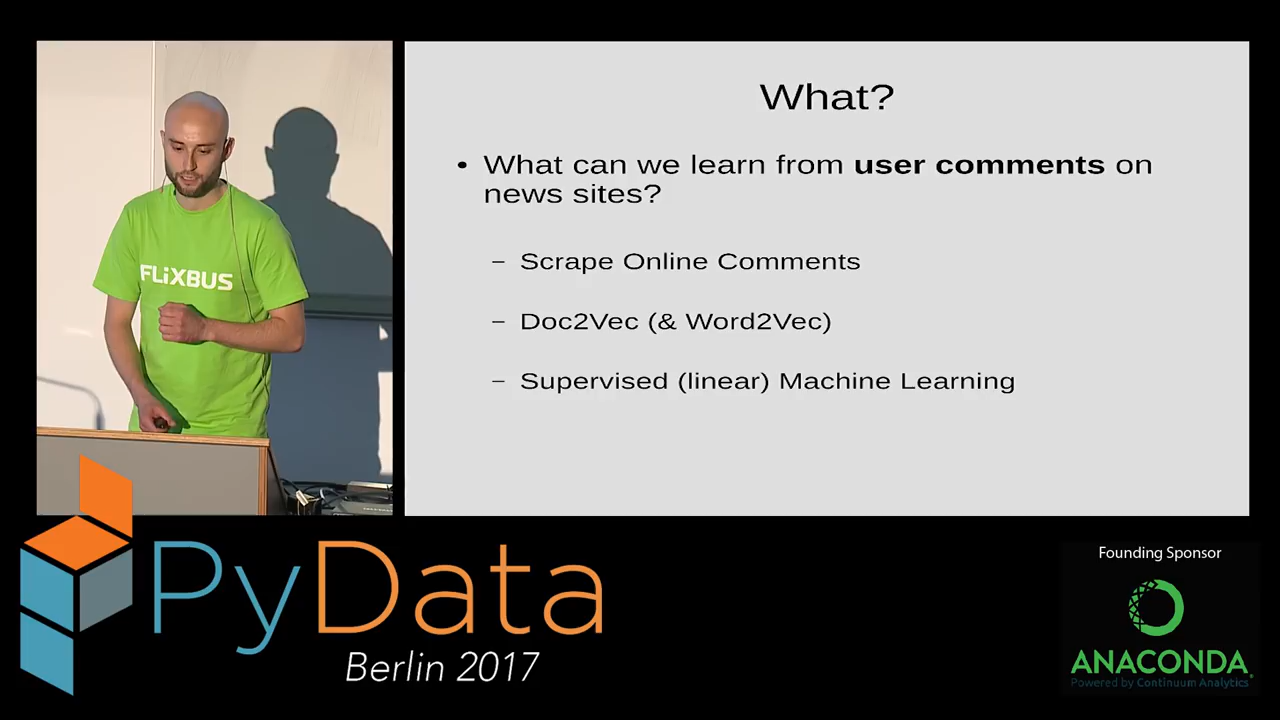 What?
• What can we learn from user comments on
news sites?
– Scrape Online Comments
– Doc2Vec (& Word2Vec)
– Supervised (linear) Machine Learning
FLiXBUS
PyData
Berlin 2017
Founding Sponsor
ANACONDA
Powered by Continuum Analytics